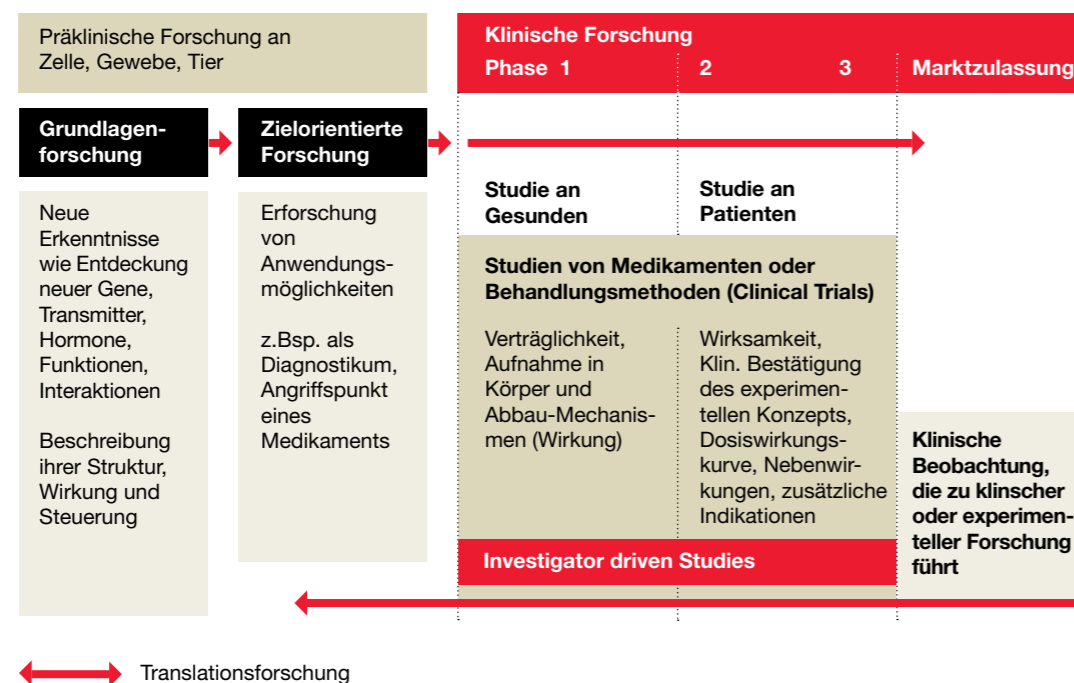 Präklinische Forschung an
Zelle, Gewebe, Tier
Klinische Forschung
Phase 1 2 3 Marktzulassung
Grundlagen-
forschung
Zielorientierte
Forschung
Neue
Erkenntnisse
wie Entdeckung
neuer Gene,
Transmitter,
Hormone,
Funktionen,
Interaktionen
Beschreibung
ihrer Struktur,
Wirkung und
Steuerung
Erforschung
von
Anwendungs-
möglichkeiten
z.Bsp. als
Diagnostikum,
Angriffspunkt
eines
Medikaments
Studie an
Gesunden
Studie an
Patienten
Studien von Medikamenten oder
Behandlungsmethoden (Clinical Trials)
Verträglichkeit,
Aufnahme in
Körper und
Abbau-Mechanis-
men (Wirkung)
Wirksamkeit,
Klin. Bestätigung
des experimen-
tellen Konzepts,
Dosiswirkungs-
kurve, Nebenwir-
kungen, zusätzliche
Indikationen
Investigator driven Studies
Klinische
Beobachtung,
die zu klinscher
oder experimen-
teller Forschung
führt
Translationsforschung